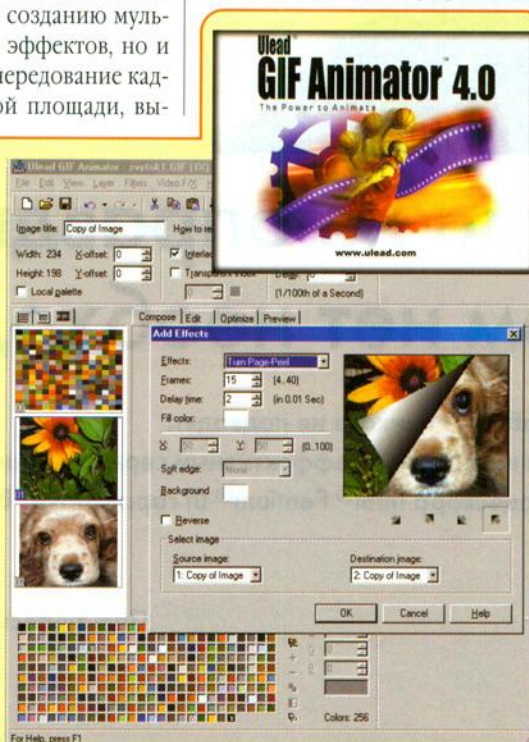 созданию муль-
эффектов, но и
чередование кад-
ой площади, вы-
Ulead
GIF Animator 4.0
The Power to Animate
www.ulead.com
Ulead GIF Animator
File Edit View Layer Filters Video F/X
Image title: Copy of Image
Width: 234 X-offset: 0
Height: 198 Y-offset: 0
Local palette
(1/100th of a Second)
Compose Edit Optimize Preview
Add Effects
Effects: Turn Page-Peel
Frames: 15 (4..40)
Delay time: 2 (in 0.01 Sec)
Fill color:
X: 50 Y: 50 (0..100)
Soft edge: None
Background
Reverse
Select image
Source image: Destination image:
1: Copy of Image 2: Copy of Image
OK Cancel Help
Colors: 256
For Help, press F1